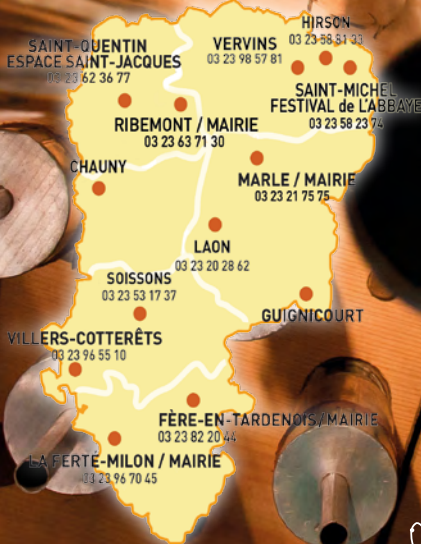 HIRSON
03 23 58 81 33
SAINT-QUENTIN
ESPACE SAINT-JACQUES
03 23 62 36 77
VERVINS
03 23 98 57 81
SAINT-MICHEL
FESTIVAL de L'ABBAYE
03 23 58 23 74
RIBEMONT / MAIRIE
03 23 63 71 30
CHAUNY
MARLE / MAIRIE
03 23 21 75 75
LAON
03 23 20 28 62
SOISSONS
03 23 53 17 37
GUIGNICOURT
VILLERS-COTTERÊTS
03 23 96 55 10
FÈRE-EN-TARDENOIS / MAIRIE
03 23 82 20 44
LA FERTÉ-MILON / MAIRIE
03 23 96 70 45